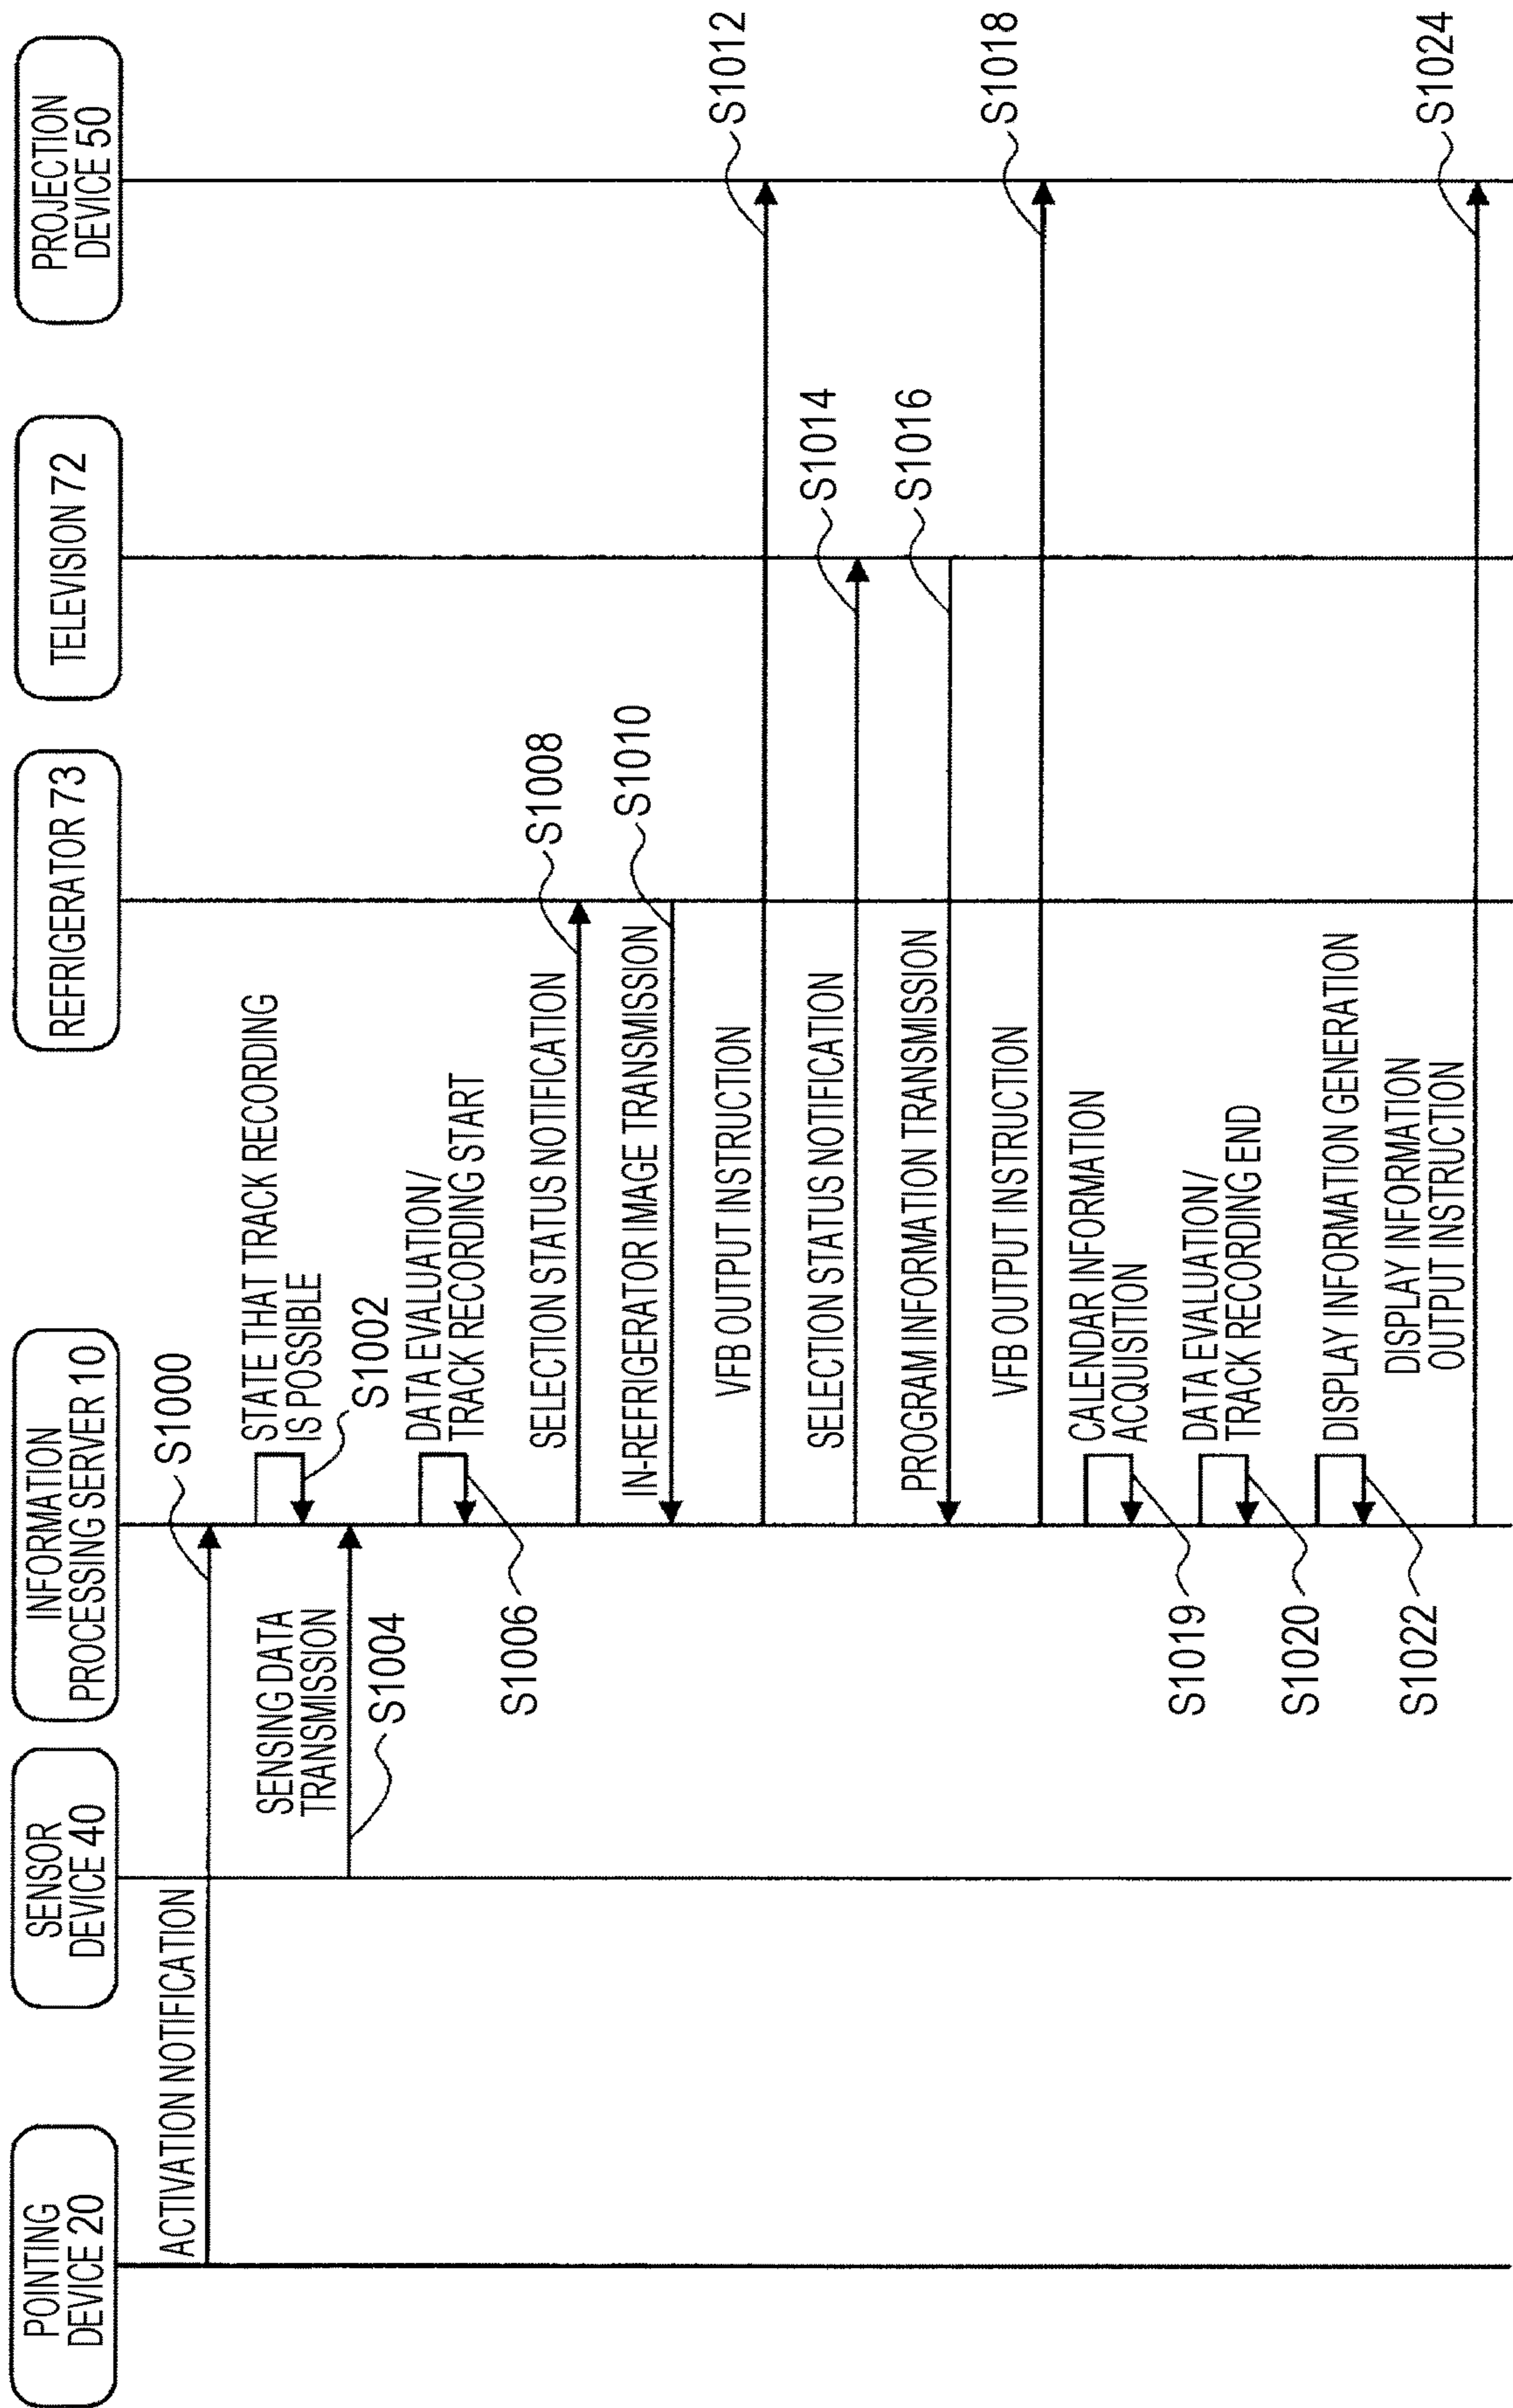 POINTING
DEVICE 20
SENSOR
DEVICE 40
INFORMATION
PROCESSING SERVER 10
REFRIGERATOR 73
TELEVISION 72
PROJECTION
DEVICE 50
ACTIVATION NOTIFICATION
S1000
STATE THAT TRACK RECORDING
IS POSSIBLE
S1002
SENSING DATA
TRANSMISSION
S1004
DATA EVALUATION/
TRACK RECORDING START
S1006
SELECTION STATUS NOTIFICATION
S1008
IN-REFRIGERATOR IMAGE TRANSMISSION
S1010
VFB OUTPUT INSTRUCTION
S1012
SELECTION STATUS NOTIFICATION
S1014
PROGRAM INFORMATION TRANSMISSION
S1016
VFB OUTPUT INSTRUCTION
S1018
CALENDAR INFORMATION
ACQUISITION
S1019
DATA EVALUATION/
TRACK RECORDING END
S1020
DISPLAY INFORMATION GENERATION
S1022
DISPLAY INFORMATION
OUTPUT INSTRUCTION
S1024